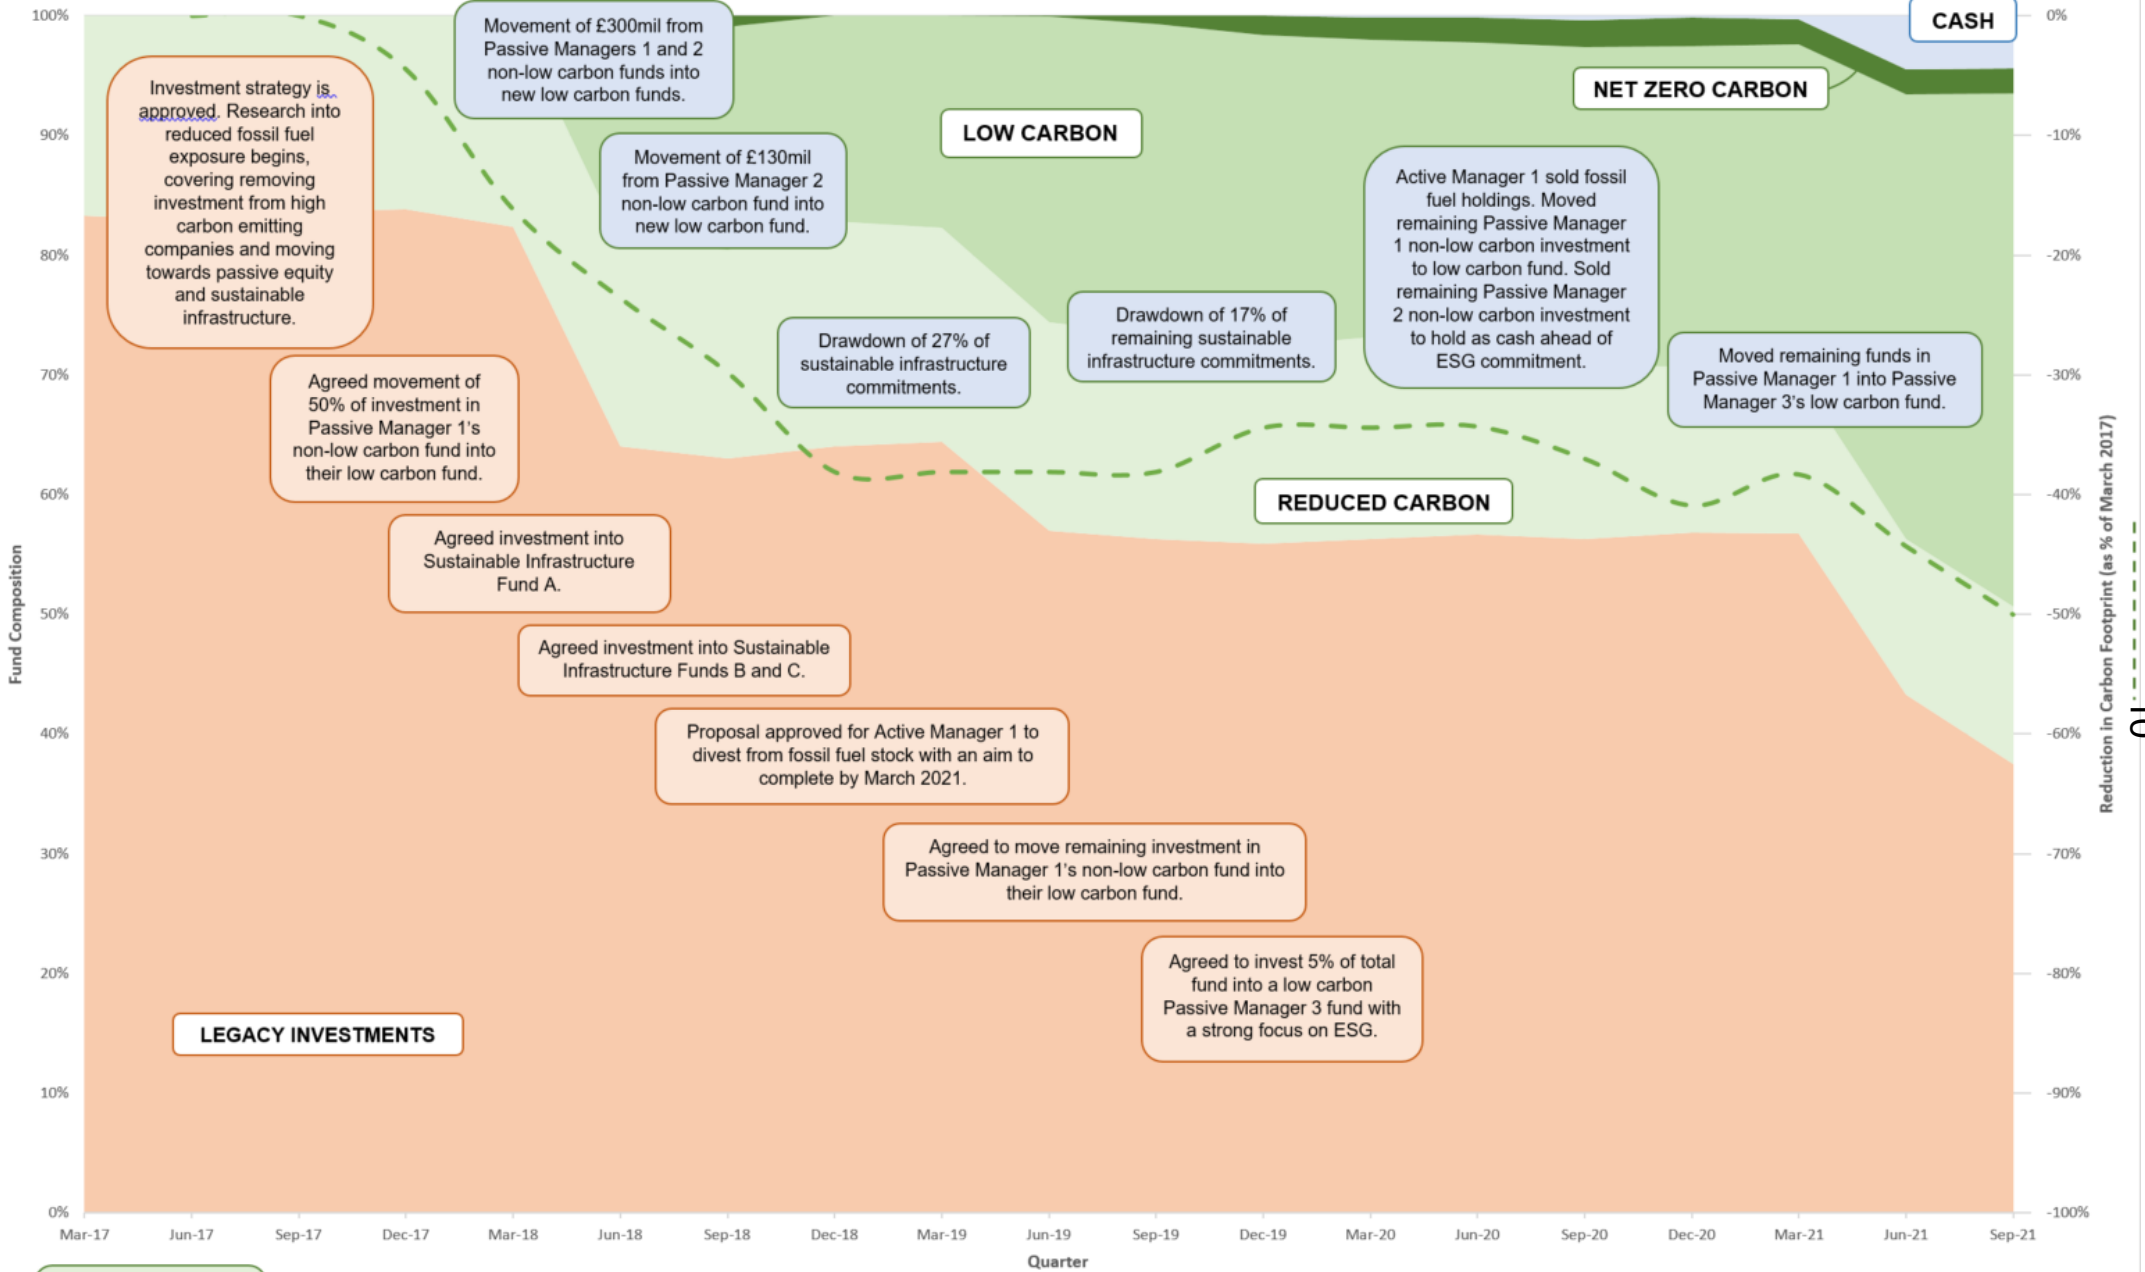 100%
90%
80%
70%
60%
50%
40%
30%
20%
10%
0%
Fund Composition
Investment strategy is
approved. Research into
reduced fossil fuel
exposure begins,
covering removing
investment from high
carbon emitting
companies and moving
towards passive equity
and sustainable
infrastructure.
Agreed movement of
50% of investment in
Passive Manager 1's
non-low carbon fund into
their low carbon fund.
Agreed investment into
Sustainable Infrastructure
Fund A.
Agreed investment into Sustainable
Infrastructure Funds B and C.
Proposal approved for Active Manager 1 to
divest from fossil fuel stock with an aim to
complete by March 2021.
Agreed to move remaining investment in
Passive Manager 1's non-low carbon fund into
their low carbon fund.
Agreed to invest 5% of total
fund into a low carbon
Passive Manager 3 fund with
a strong focus on ESG.
LEGACY INVESTMENTS
Movement of £300mil from
Passive Managers 1 and 2
non-low carbon funds into
new low carbon funds.
Movement of £130mil
from Passive Manager 2
non-low carbon fund into
new low carbon fund.
Drawdown of 27% of
sustainable infrastructure
commitments.
Drawdown of 17% of
remaining sustainable
infrastructure commitments.
Active Manager 1 sold fossil
fuel holdings. Moved
remaining Passive Manager
1 non-low carbon investment
to low carbon fund. Sold
remaining Passive Manager
2 non-low carbon investment
to hold as cash ahead of
ESG commitment.
Moved remaining funds in
Passive Manager 1 into Passive
Manager 3's low carbon fund.
LOW CARBON
REDUCED CARBON
NET ZERO CARBON
CASH
0%
-10%
-20%
-30%
-40%
-50%
-60%
-70%
-80%
-90%
-100%
Reduction in Carbon Footprint (as % of March 2017)
Mar-17 Jun-17 Sep-17 Dec-17 Mar-18 Jun-18 Sep-18 Dec-18 Mar-19 Jun-19 Sep-19 Dec-19 Mar-20 Jun-20 Sep-20 Dec-20 Mar-21 Jun-21 Sep-21
Quarter